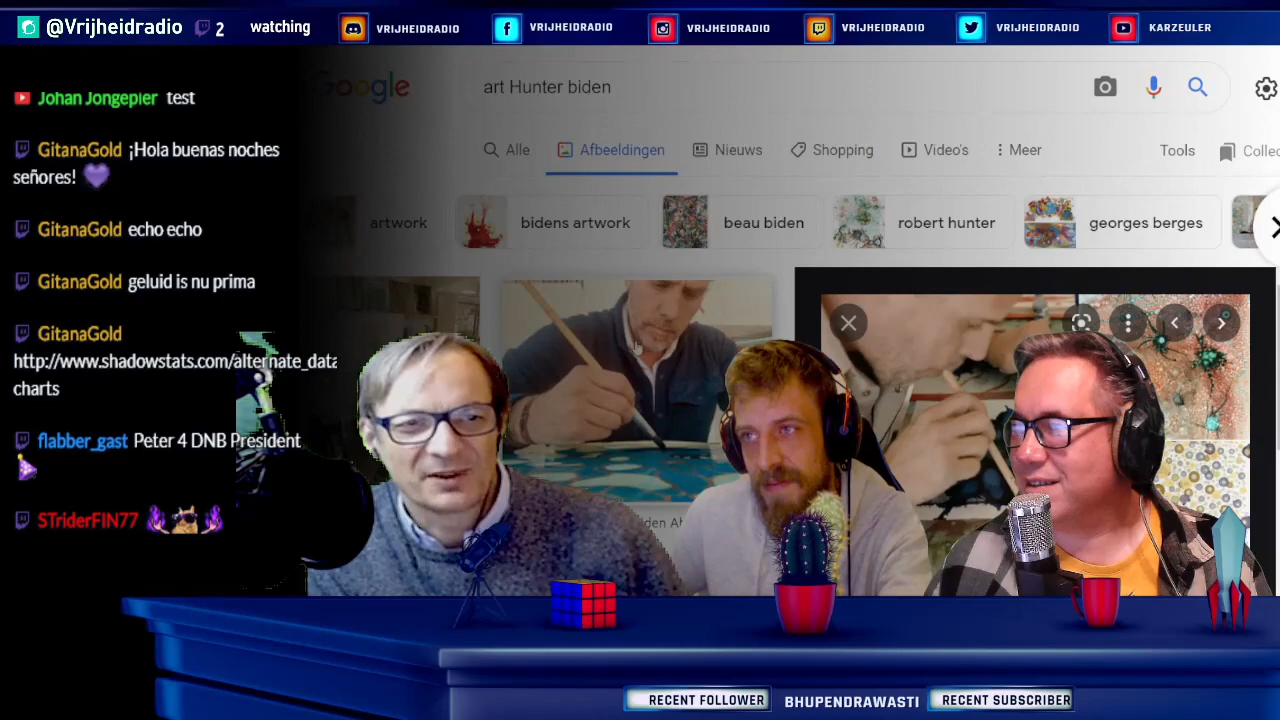 @Vrijheidradio 2 watching VRIJHEIDRADIO VRIJHEIDRADIO VRIJHEIDRADIO VRIJHEIDRADIO VRIJHEIDRADIO KARZEULER
Google art Hunter biden
Alle Afbeeldingen Nieuws Shopping Video's Meer Tools Collec
artwork bidens artwork beau biden robert hunter georges berges
Johan Jongepier test
GitanaGold ¡Hola buenas noches
señores!
GitanaGold echo echo
GitanaGold geluid is nu prima
GitanaGold
http://www.shadowstats.com/alternate_data
charts
flabber_gast Peter 4 DNB President
STriderFIN77
RECENT FOLLOWER BHUPENDRAWASTI RECENT SUBSCRIBER